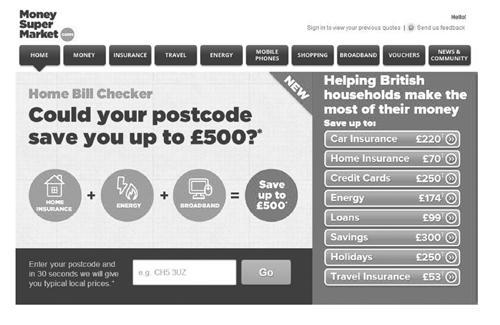 Money
Super
Market.com
Hello!
Sign in to view your previous quotes | Send us feedback
HOME MONEY INSURANCE TRAVEL ENERGY MOBILE PHONES SHOPPING BROADBAND VOUCHERS NEWS & COMMUNITY
Home Bill Checker
Could your postcode
save you up to £500?*
NEW
HOME
INSURANCE
+
ENERGY
+
BROADBAND
=
Save
up to
£500*
Enter your postcode and
in 30 seconds we will give
you typical local prices.*
e.g. CH5 3UZ
Go
Helping British
households make the
most of their money
Save up to:
Car Insurance £220†
Home Insurance £70†
Credit Cards £250†
Energy £174†
Loans £99†
Savings £300†
Holidays £250†
Travel Insurance £53†